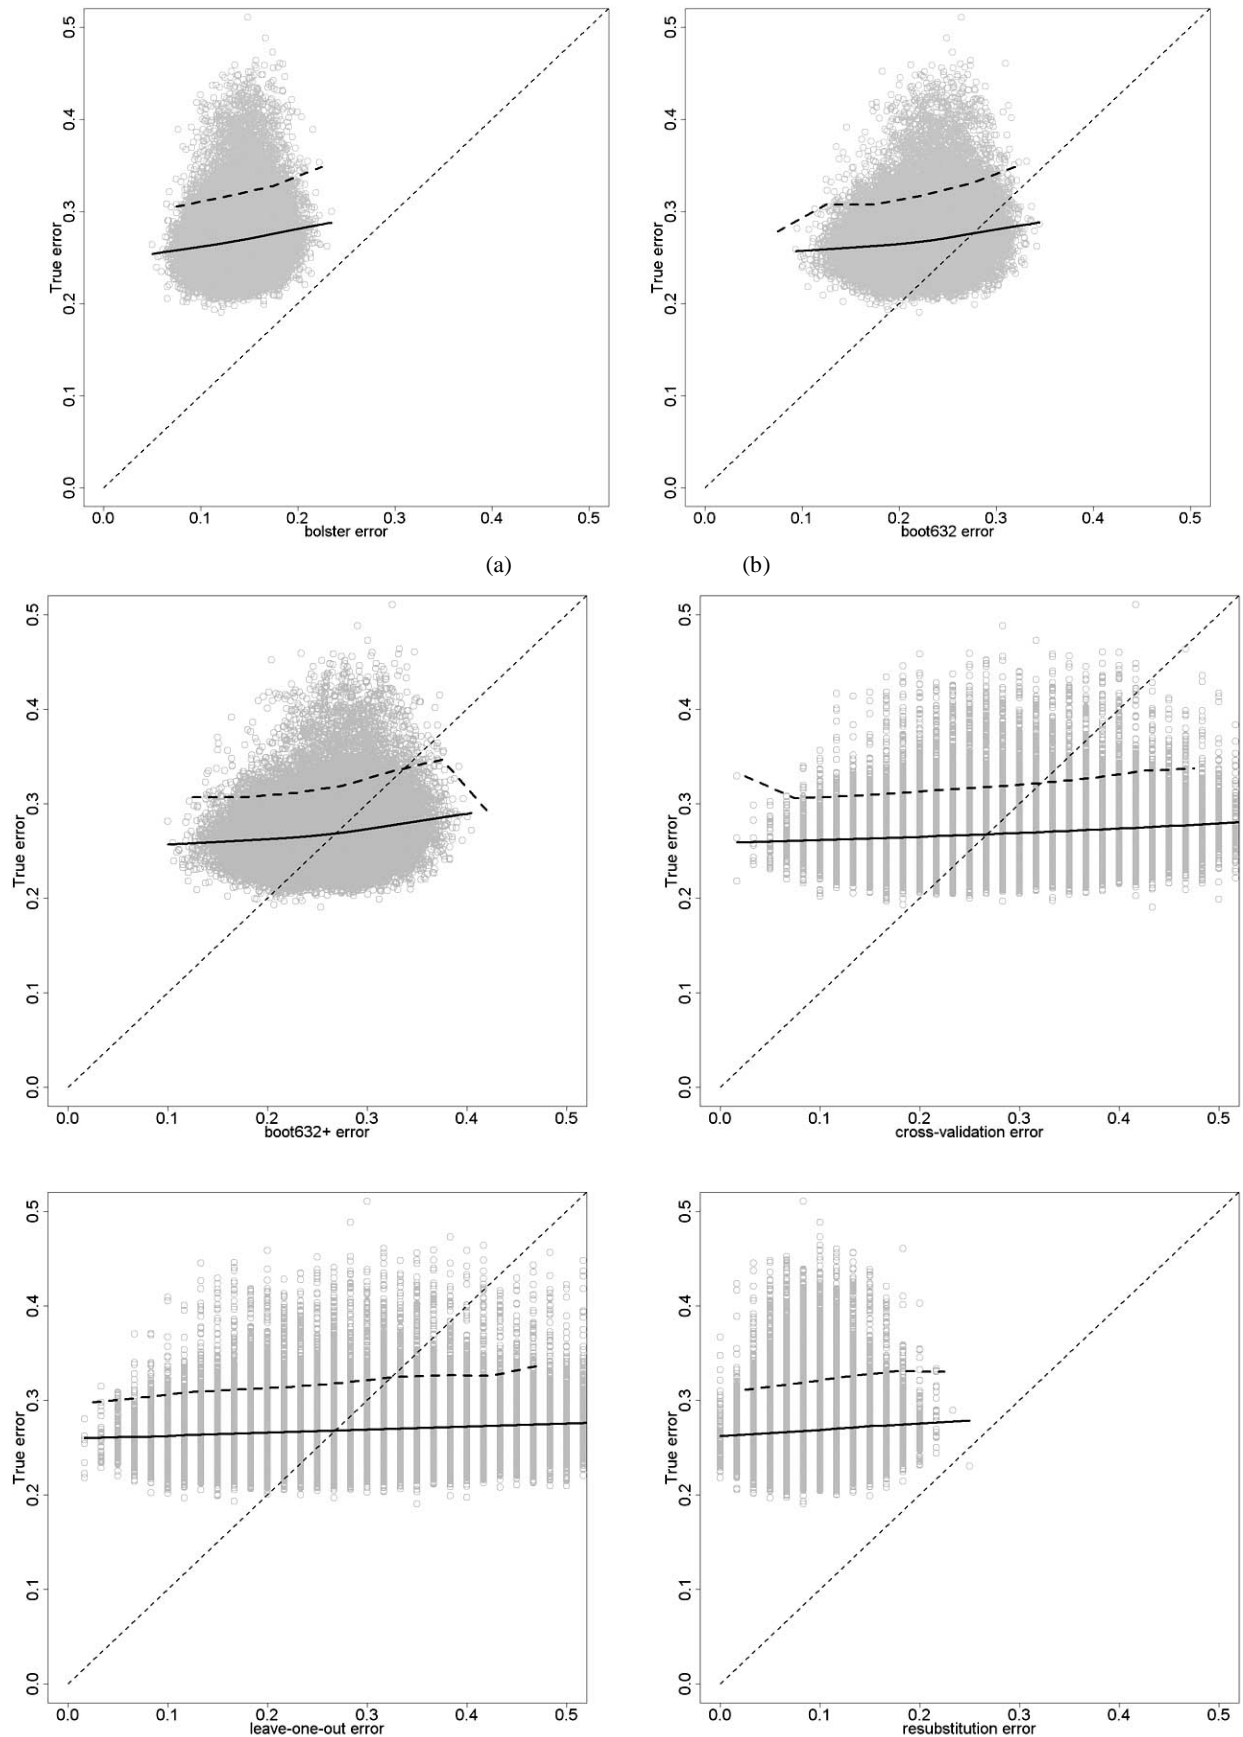 0.5
0.4
0.3
0.2
0.1
0.0
True error
0.0 0.1 0.2 0.3 0.4 0.5
bolster error
0.5
0.4
0.3
0.2
0.1
0.0
True error
0.0 0.1 0.2 0.3 0.4 0.5
boot632 error
(a) (b)
0.5
0.4
0.3
0.2
0.1
0.0
True error
0.0 0.1 0.2 0.3 0.4 0.5
boot632+ error
0.5
0.4
0.3
0.2
0.1
0.0
True error
0.0 0.1 0.2 0.3 0.4 0.5
cross-validation error
0.5
0.4
0.3
0.2
0.1
0.0
True error
0.0 0.1 0.2 0.3 0.4 0.5
leave-one-out error
0.5
0.4
0.3
0.2
0.1
0.0
True error
0.0 0.1 0.2 0.3 0.4 0.5
resubstitution error